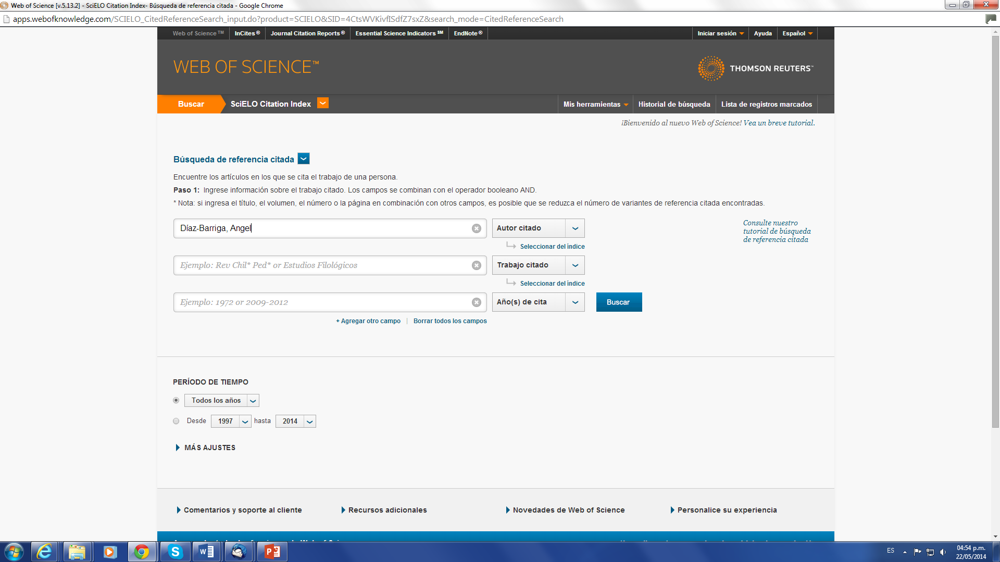 Web of Science [v.5.13.2] - SciELO Citation Index- Búsqueda de referencia citada - Google Chrome
apps.webofknowledge.com/SCIELO_CitedReferenceSearch_input.do?product=SCIELO&SID=4CtsWVKivfISdfZ7sxZ&search_mode=CitedReferenceSearch
Web of Science™ InCites® Journal Citation Reports® Essential Science Indicators ℠ EndNote® Iniciar sesión Ayuda Español
WEB OF SCIENCE™ THOMSON REUTERS™
Buscar SciELO Citation Index Mis herramientas Historial de búsqueda Lista de registros marcados
¡Bienvenido al nuevo Web of Science! Vea un breve tutorial.
Búsqueda de referencia citada
Encuentre los artículos en los que se cita el trabajo de una persona.
Paso 1: Ingrese información sobre el trabajo citado. Los campos se combinan con el operador booleano AND.
* Nota: si ingresa el título, el volumen, el número o la página en combinación con otros campos, es posible que se reduzca el número de variantes de referencia citada encontradas.
Díaz-Barriga, Angel Autor citado
Consulte nuestro
tutorial de búsqueda
de referencia citada
Seleccionar del índice
Ejemplo: Rev Chil* Ped* or Estudios Filológicos Trabajo citado
Seleccionar del índice
Ejemplo: 1972 or 2009-2012 Año(s) de cita Buscar
+ Agregar otro campo | Borrar todos los campos
PERÍODO DE TIEMPO
Todos los años
Desde 1997 hasta 2014
MÁS AJUSTES
Comentarios y soporte al cliente Recursos adicionales Novedades de Web of Science Personalice su experiencia
ES 04:54 p.m.
22/05/2014